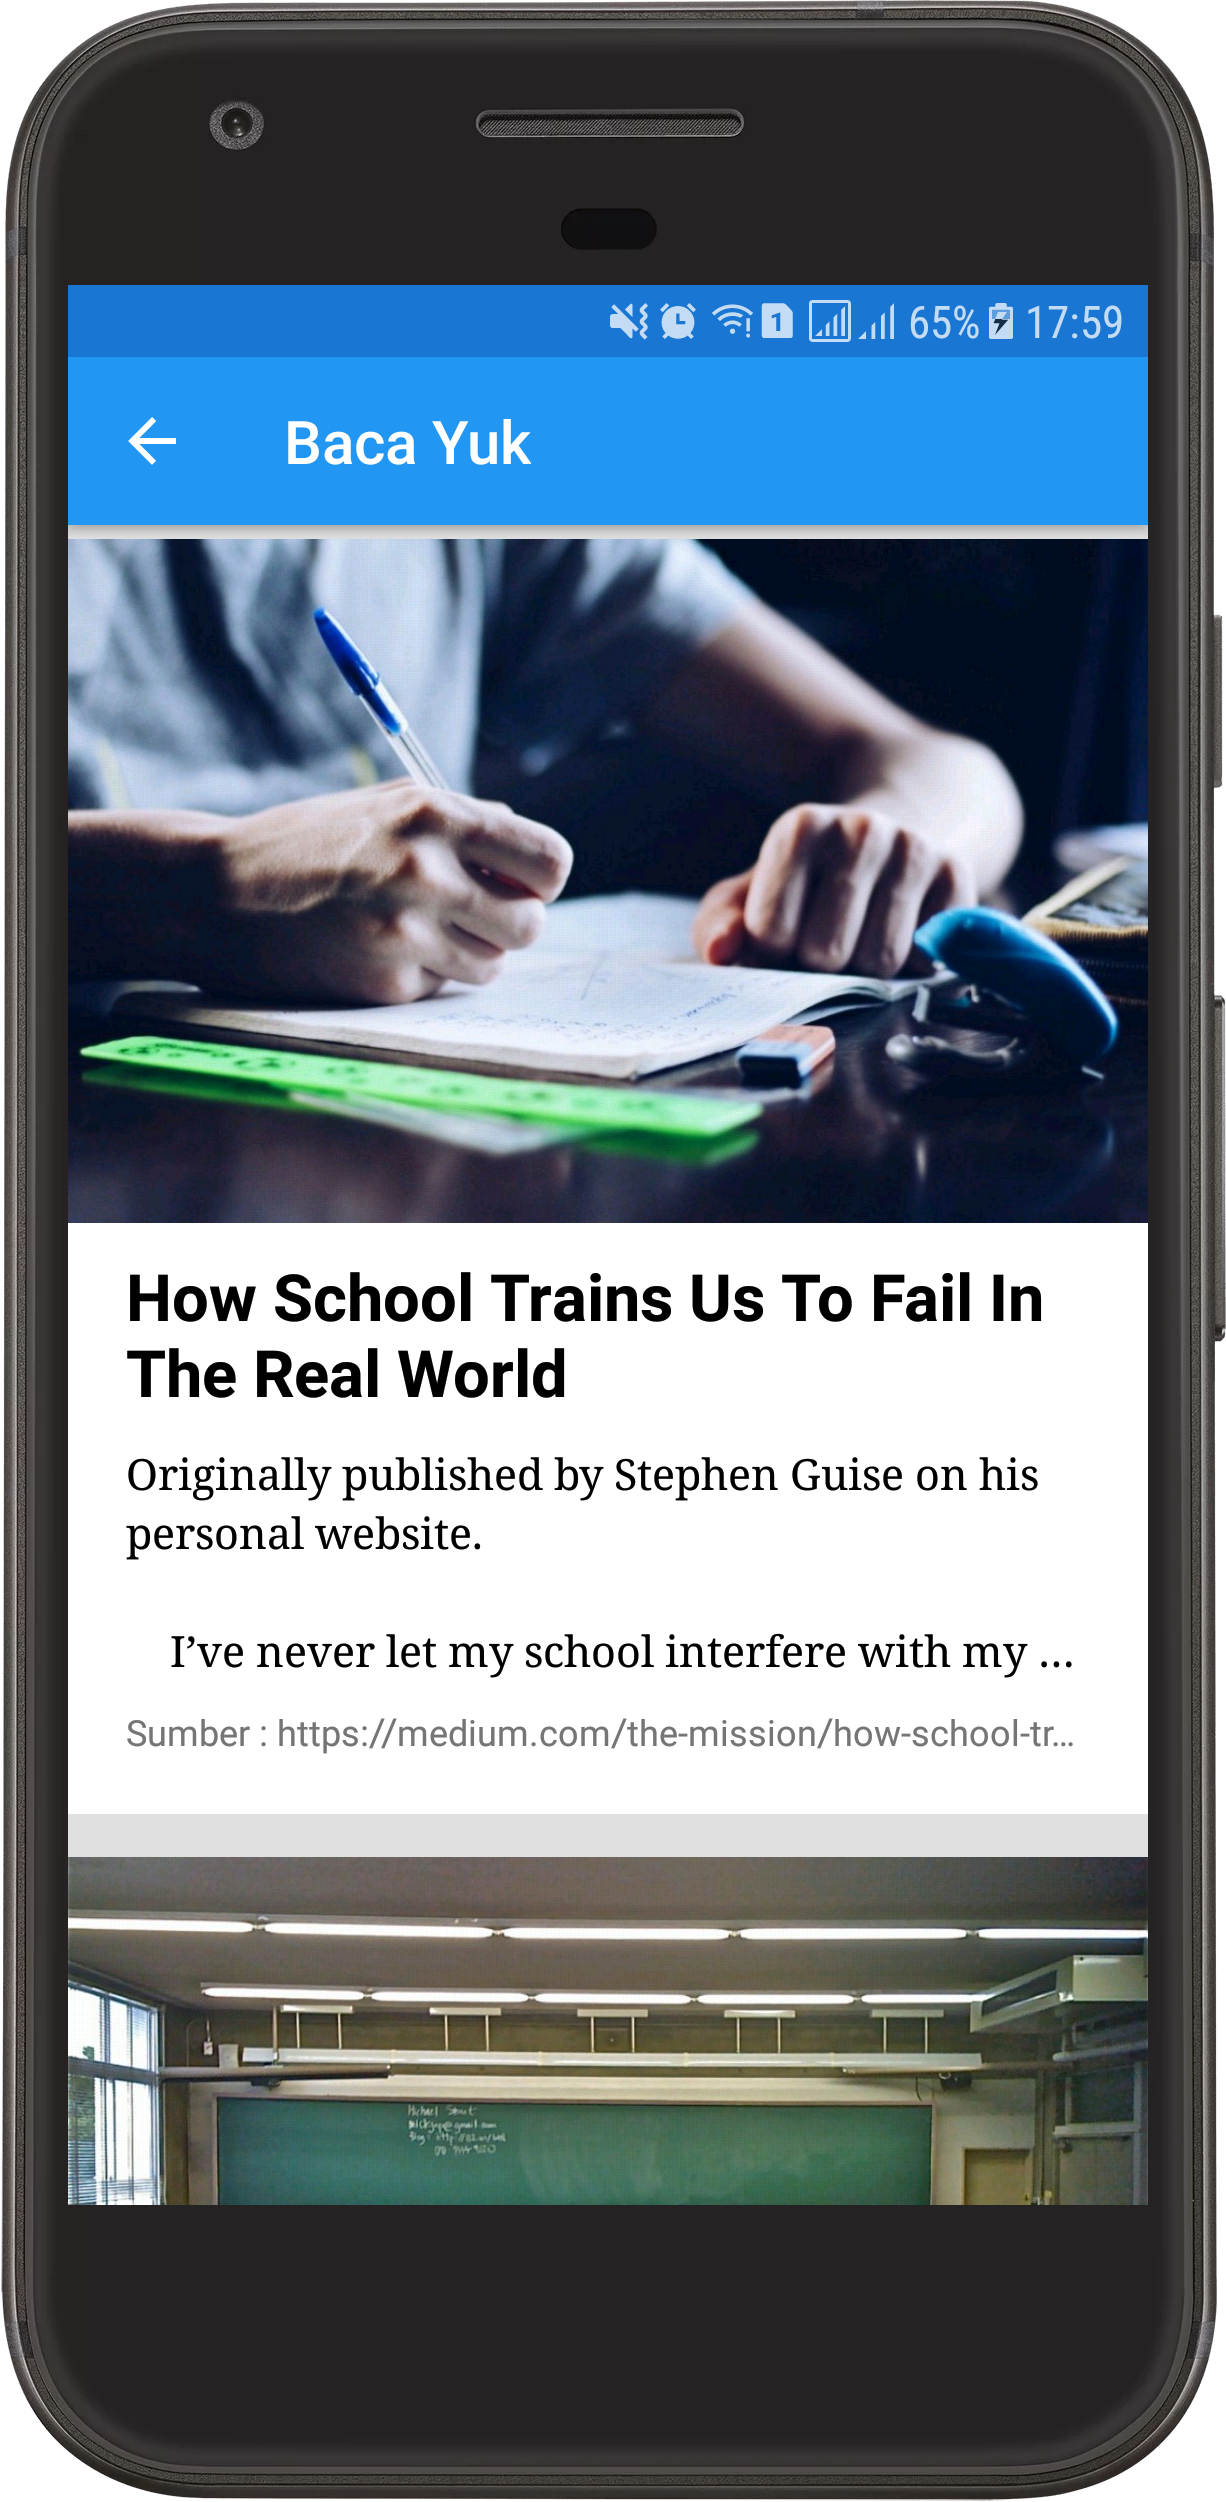 1 65% 17:59
Baca Yuk
How School Trains Us To Fail In
The Real World
Originally published by Stephen Guise on his
personal website.
I’ve never let my school interfere with my ...
Sumber : https://medium.com/the-mission/how-school-tr...
Michael